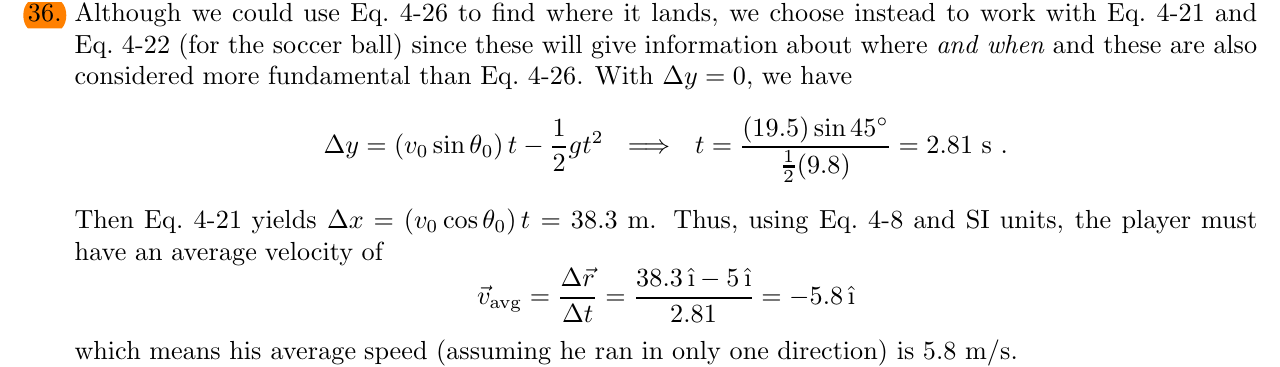 36. Although we could use Eq. 4-26 to find where it lands, we choose instead to work with Eq. 4-21 and
Eq. 4-22 (for the soccer ball) since these will give information about where and when and these are also
considered more fundamental than Eq. 4-26. With Δy = 0, we have
Δy = (v₀ sin θ₀) t − 1/2 gt² ⟹ t = (19.5) sin 45° / 1/2(9.8) = 2.81 s .
Then Eq. 4-21 yields Δx = (v₀ cos θ₀) t = 38.3 m. Thus, using Eq. 4-8 and SI units, the player must
have an average velocity of
v⃗avg = Δr⃗ / Δt = 38.3 î − 5 î / 2.81 = −5.8 î
which means his average speed (assuming he ran in only one direction) is 5.8 m/s.